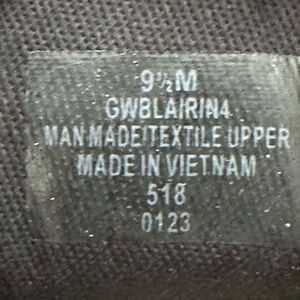 9½M
GWBLAIRIN4
MAN MADE/TEXTILE UPPER
MADE IN VIETNAM
518
0123